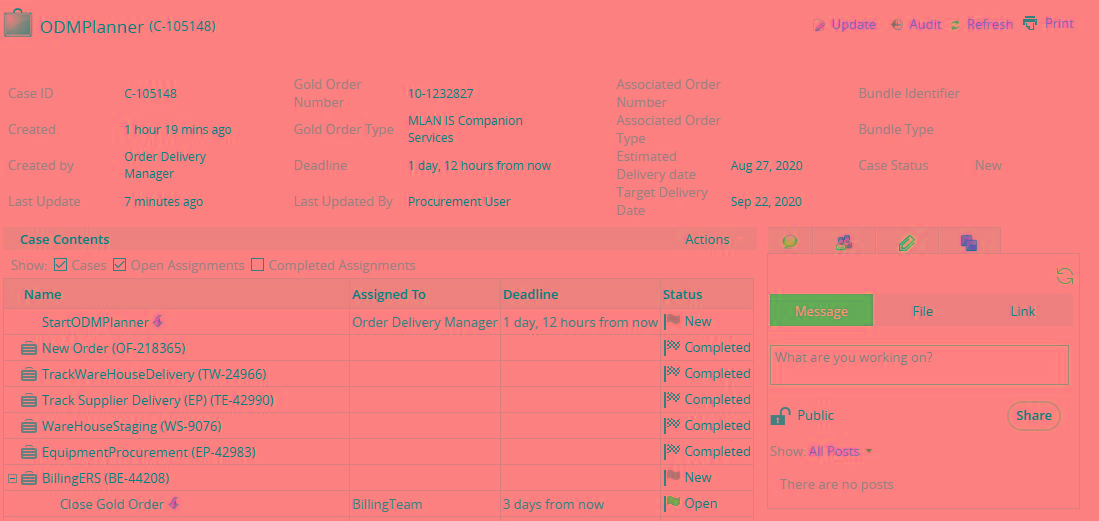 ODMPlanner (C-105148)
Update Audit Refresh Print
Case ID C-105148 Gold Order Number 10-1232827 Associated Order Number Bundle Identifier
Created 1 hour 19 mins ago Gold Order Type MLAN IS Companion Services Associated Order Type Bundle Type
Created by Order Delivery Manager Deadline 1 day, 12 hours from now Estimated Delivery date Aug 27, 2020 Case Status New
Last Update 7 minutes ago Last Updated By Procurement User Target Delivery Date Sep 22, 2020
Case Contents Actions
Show: Cases Open Assignments Completed Assignments
Name Assigned To Deadline Status
StartODMPlanner Order Delivery Manager 1 day, 12 hours from now New
New Order (OF-218365) Completed
TrackWareHouseDelivery (TW-24966) Completed
Track Supplier Delivery (EP) (TE-42990) Completed
WareHouseStaging (WS-9076) Completed
EquipmentProcurement (EP-42983) Completed
BillingERS (BE-44208) New
Close Gold Order BillingTeam 3 days from now Open
Message File Link
What are you working on?
Public Share
Show: All Posts
There are no posts